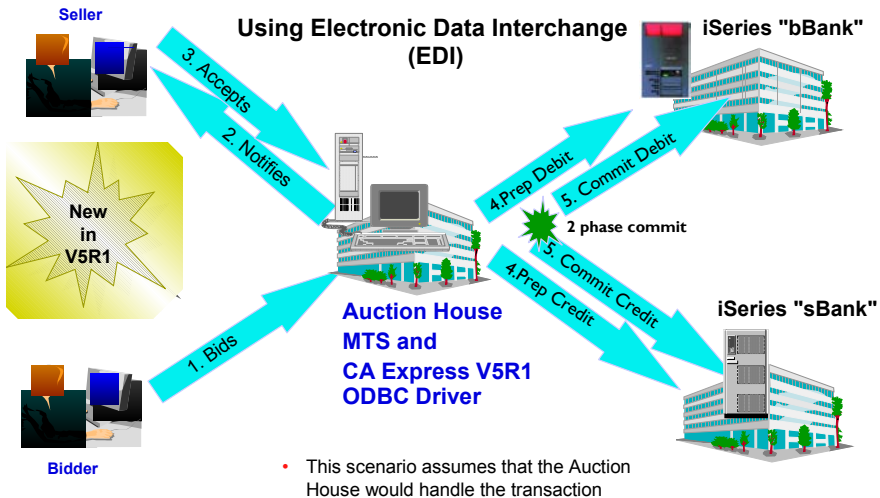 Seller
Using Electronic Data Interchange
(EDI)
iSeries "bBank"
3. Accepts
2. Notifies
4.Prep Debit
5. Commit Debit
New
in
V5R1
2 phase commit
5. Commit Credit
4.Prep Credit
1. Bids
Auction House
MTS and
CA Express V5R1
ODBC Driver
iSeries "sBank"
Bidder
• This scenario assumes that the Auction
House would handle the transaction